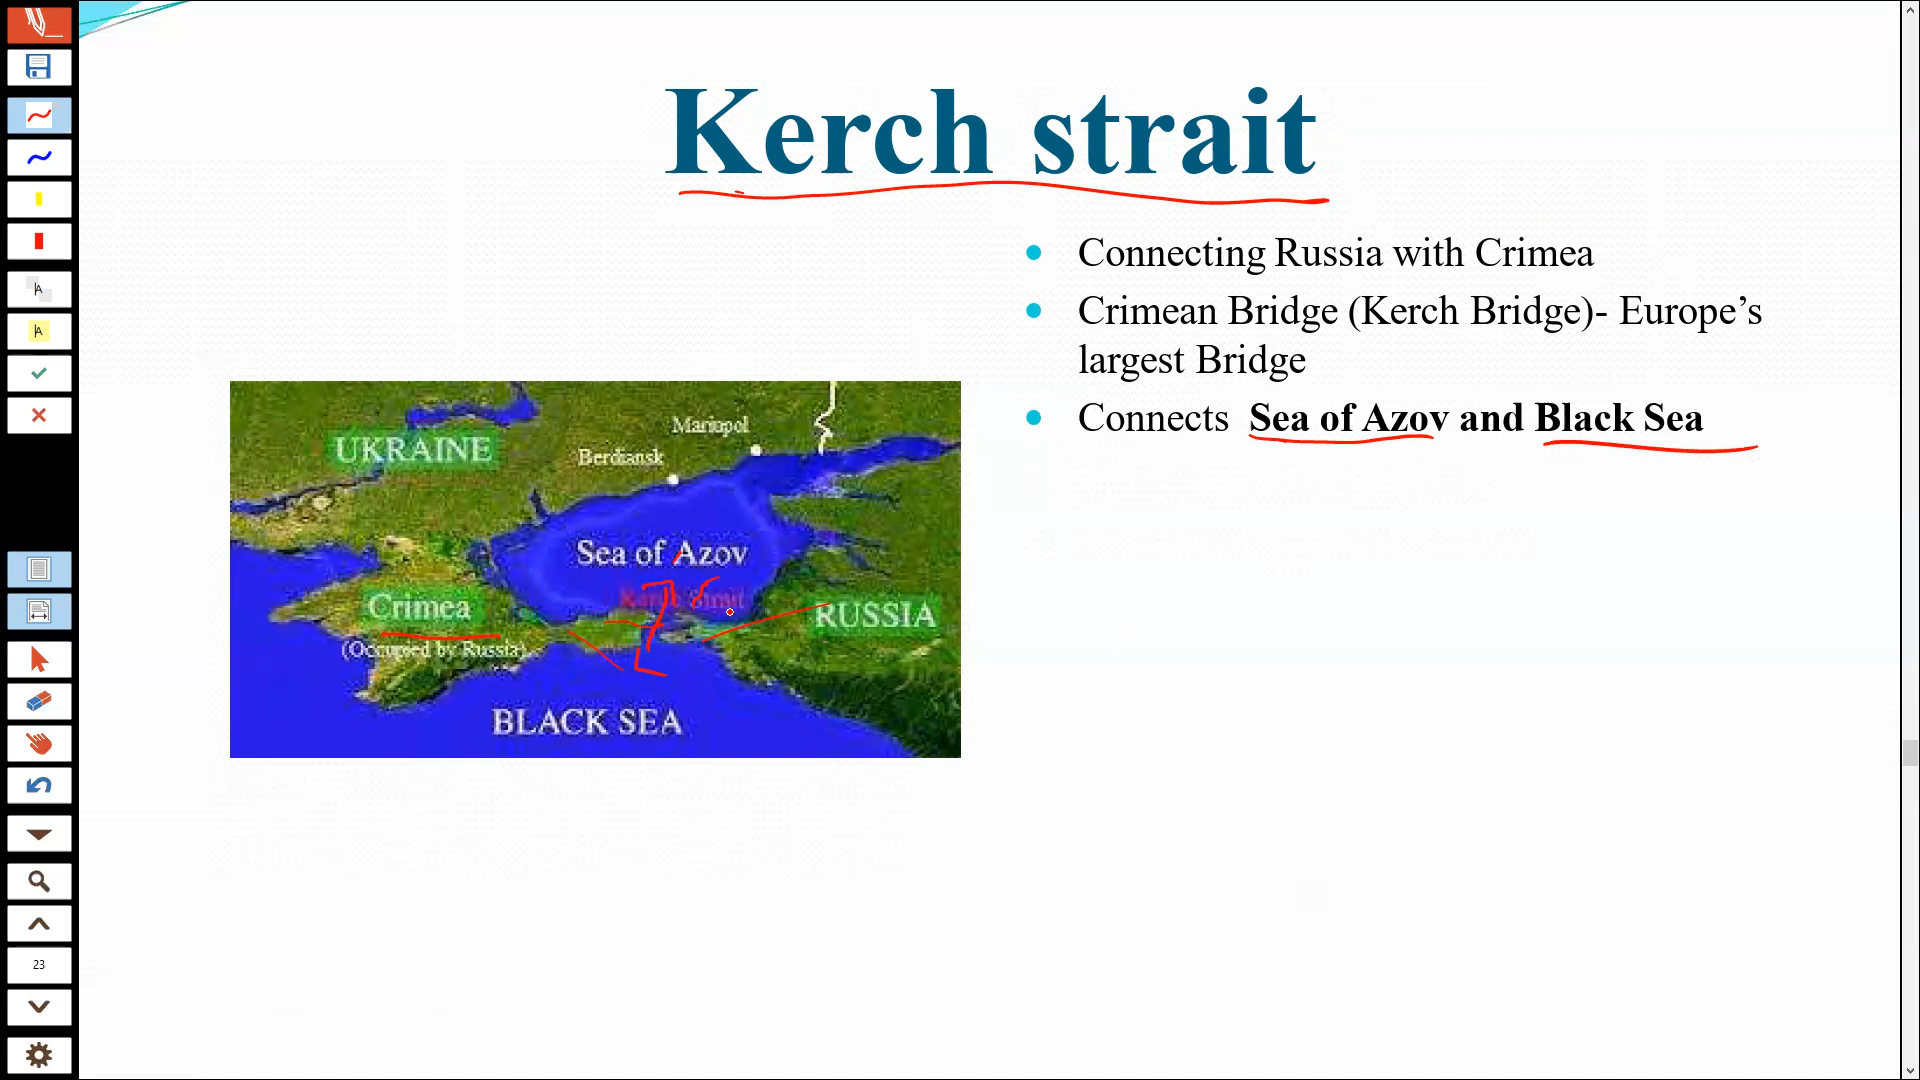 Kerch strait
• Connecting Russia with Crimea
• Crimean Bridge (Kerch Bridge)- Europe’s
largest Bridge
• Connects Sea of Azov and Black Sea
Mariupol
UKRAINE
Berdiansk
Sea of Azov
Crimea
RUSSIA
(Occupied by Russia)
BLACK SEA
A
A
23